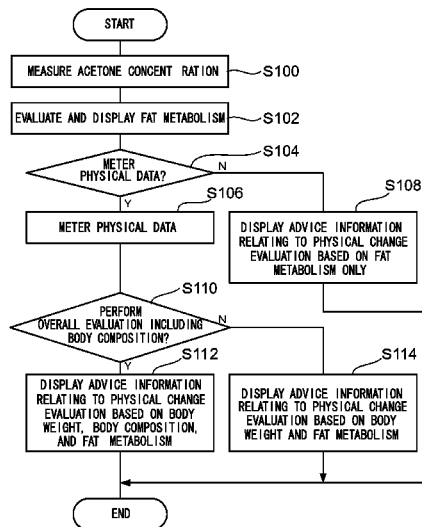 START
MEASURE ACETONE CONCENT RATION
S100
EVALUATE AND DISPLAY FAT METABOLISM
S102
METER
PHYSICAL DATA?
S104
N
Y
S106
METER PHYSICAL DATA
S108
DISPLAY ADVICE INFORMATION
RELATING TO PHYSICAL CHANGE
EVALUATION BASED ON FAT
METABOLISM ONLY
S110
PERFORM
OVERALL EVALUATION INCLUDING
BODY COMPOSITION?
N
Y
S112
DISPLAY ADVICE INFORMATION
RELATING TO PHYSICAL CHANGE
EVALUATION BASED ON BODY
WEIGHT, BODY COMPOSITION,
AND FAT METABOLISM
S114
DISPLAY ADVICE INFORMATION
RELATING TO PHYSICAL CHANGE
EVALUATION BASED ON BODY
WEIGHT AND FAT METABOLISM
END